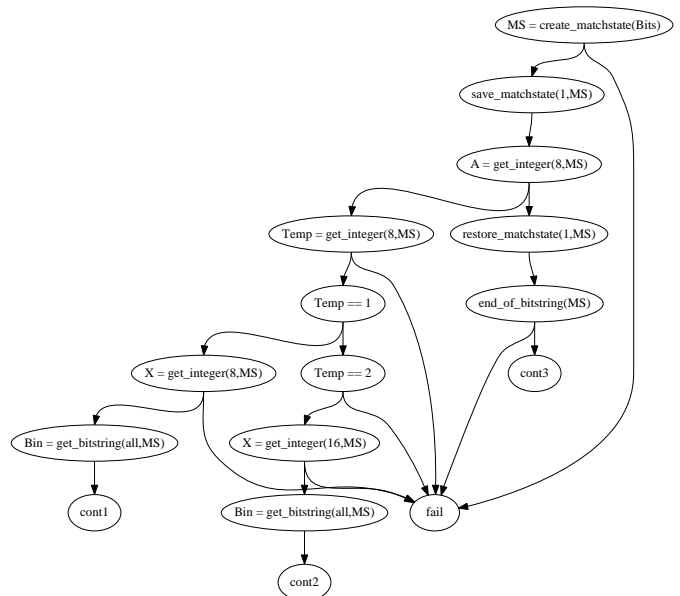 MS = create_matchstate(Bits)
save_matchstate(1,MS)
A = get_integer(8,MS)
Temp = get_integer(8,MS)
restore_matchstate(1,MS)
Temp == 1
end_of_bitstring(MS)
X = get_integer(8,MS)
Temp == 2
cont3
Bin = get_bitstring(all,MS)
X = get_integer(16,MS)
cont1
Bin = get_bitstring(all,MS)
fail
cont2